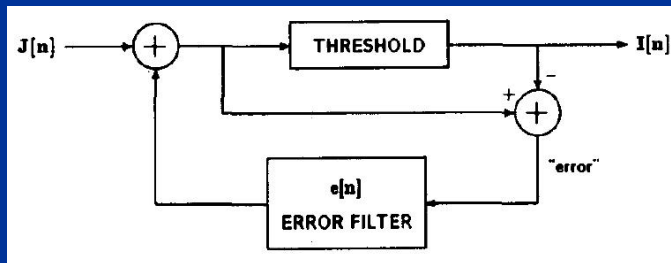 J[n]
+
THRESHOLD
I[n]
−
+
+
"error"
e[n]
ERROR FILTER